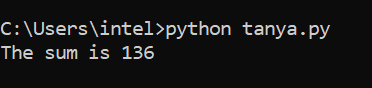 C:\Users\intel>python tanya.py
The sum is 136